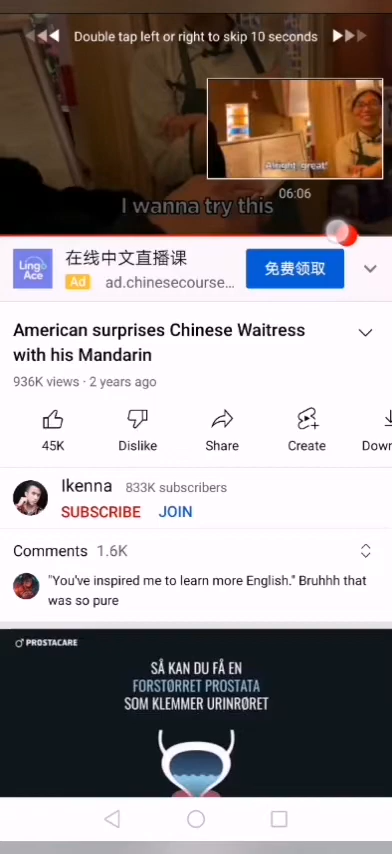 Double tap left or right to skip 10 seconds
Alright, great!
06:06
I wanna try this
Ling
Ace
在线中文直播课
Ad ad.chinesecourse...
免费领取
American surprises Chinese Waitress
with his Mandarin
936K views · 2 years ago
45K
Dislike
Share
Create
Down
Ikenna 833K subscribers
SUBSCRIBE JOIN
Comments 1.6K
"You've inspired me to learn more English." Bruhhh that
was so pure
PROSTACARE
SÅ KAN DU FÅ EN
FORSTØRRET PROSTATA
SOM KLEMMER URINRØRET